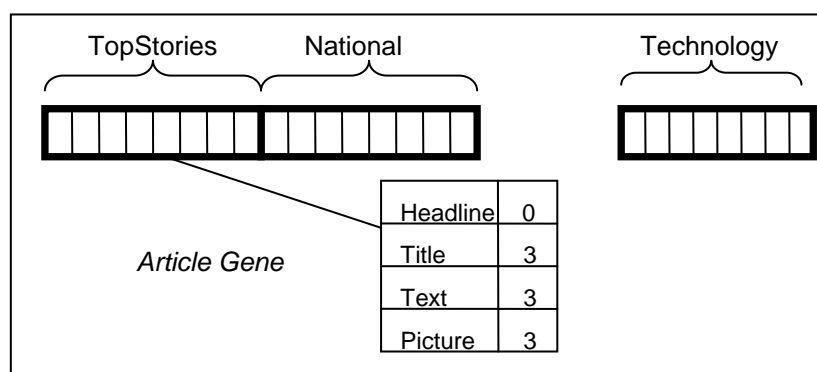 TopStories National Technology
Headline 0
Title 3
Article Gene
Text 3
Picture 3